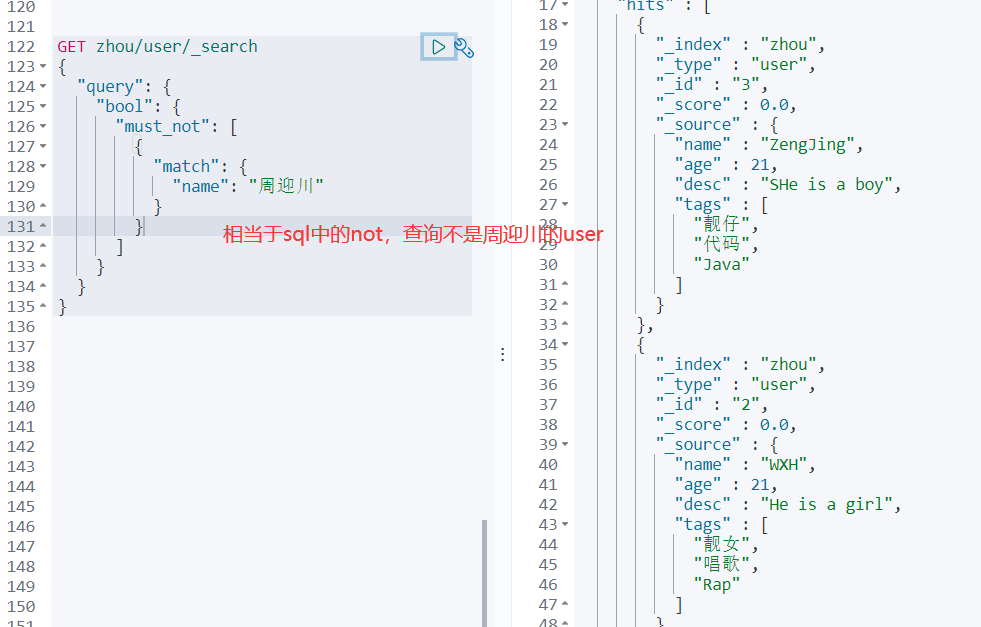 120
121
122 GET zhou/user/_search
123 {
124 "query": {
125 "bool": {
126 "must_not": [
127 {
128 "match": {
129 "name": "周迎川"
130 }
131 }
132 ]
133 }
134 }
135 }
136
137
138
139
140
141
142
143
144
145
146
147
148
149
150
151
相当于sql中的not，查询不是周迎川的user
17 "hits" : [
18 {
19 "_index" : "zhou",
20 "_type" : "user",
21 "_id" : "3",
22 "_score" : 0.0,
23 "_source" : {
24 "name" : "ZengJing",
25 "age" : 21,
26 "desc" : "SHe is a boy",
27 "tags" : [
28 "靓仔",
29 "代码",
30 "Java"
31 ]
32 }
33 },
34 {
35 "_index" : "zhou",
36 "_type" : "user",
37 "_id" : "2",
38 "_score" : 0.0,
39 "_source" : {
40 "name" : "WXH",
41 "age" : 21,
42 "desc" : "He is a girl",
43 "tags" : [
44 "靓女",
45 "唱歌",
46 "Rap"
47 ]
48 }